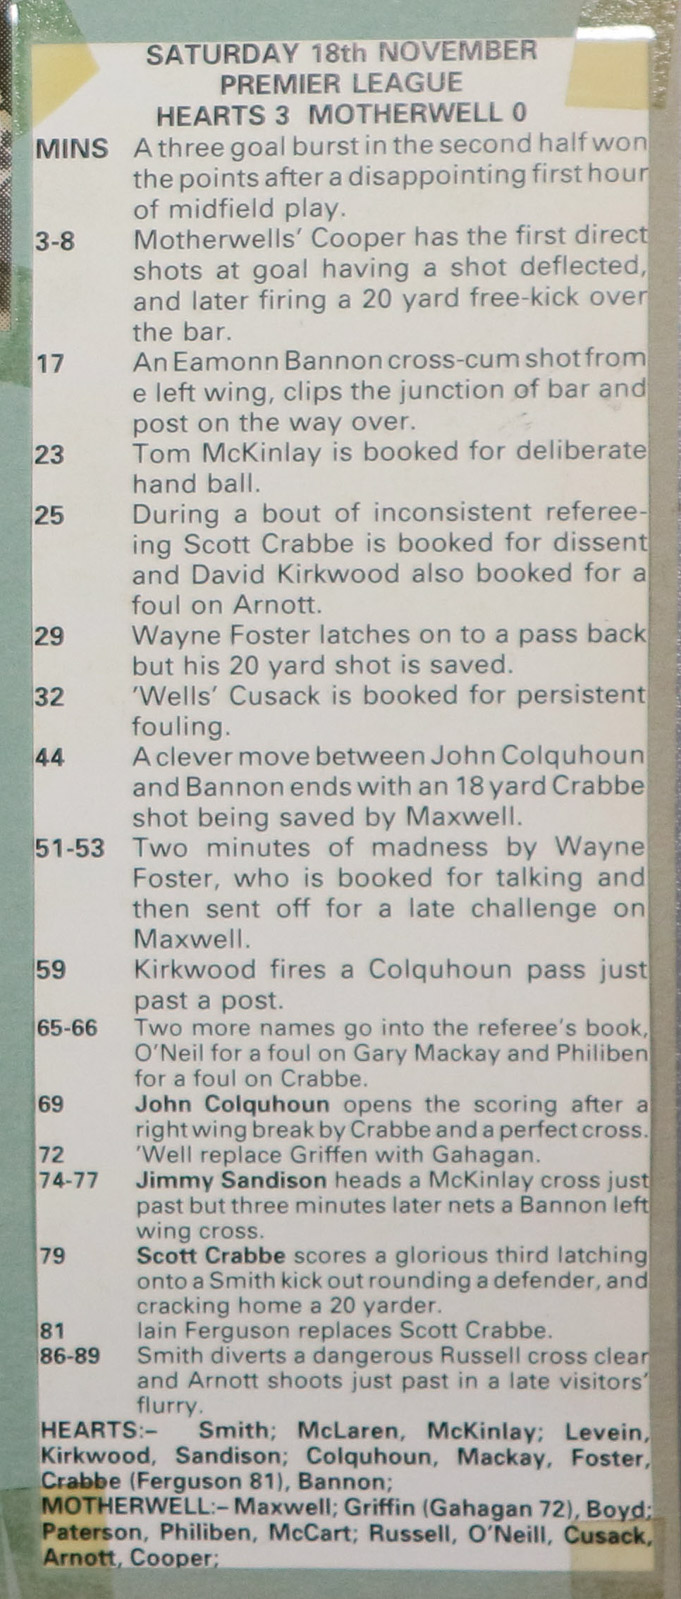 SATURDAY 18th NOVEMBER
PREMIER LEAGUE
HEARTS 3 MOTHERWELL 0
MINS A three goal burst in the second half won
the points after a disappointing first hour
of midfield play.
3-8 Motherwells' Cooper has the first direct
shots at goal having a shot deflected,
and later firing a 20 yard free-kick over
the bar.
17 An Eamonn Bannon cross-cum shot from
e left wing, clips the junction of bar and
post on the way over.
23 Tom McKinlay is booked for deliberate
hand ball.
25 During a bout of inconsistent referee-
ing Scott Crabbe is booked for dissent
and David Kirkwood also booked for a
foul on Arnott.
29 Wayne Foster latches on to a pass back
but his 20 yard shot is saved.
32 'Wells' Cusack is booked for persistent
fouling.
44 A clever move between John Colquhoun
and Bannon ends with an 18 yard Crabbe
shot being saved by Maxwell.
51-53 Two minutes of madness by Wayne
Foster, who is booked for talking and
then sent off for a late challenge on
Maxwell.
59 Kirkwood fires a Colquhoun pass just
past a post.
65-66 Two more names go into the referee's book,
O'Neil for a foul on Gary Mackay and Philiben
for a foul on Crabbe.
69 John Colquhoun opens the scoring after a
right wing break by Crabbe and a perfect cross.
72 'Well replace Griffen with Gahagan.
74-77 Jimmy Sandison heads a McKinlay cross just
past but three minutes later nets a Bannon left
wing cross.
79 Scott Crabbe scores a glorious third latching
onto a Smith kick out rounding a defender, and
cracking home a 20 yarder.
81 Iain Ferguson replaces Scott Crabbe.
86-89 Smith diverts a dangerous Russell cross clear
and Arnott shoots just past in a late visitors'
flurry.
HEARTS:- Smith; McLaren, McKinlay; Levein,
Kirkwood, Sandison; Colquhoun, Mackay, Foster,
Crabbe (Ferguson 81), Bannon;
MOTHERWELL:- Maxwell; Griffin (Gahagan 72), Boyd;
Paterson, Philiben, McCart; Russell, O'Neill, Cusack,
Arnott, Cooper;